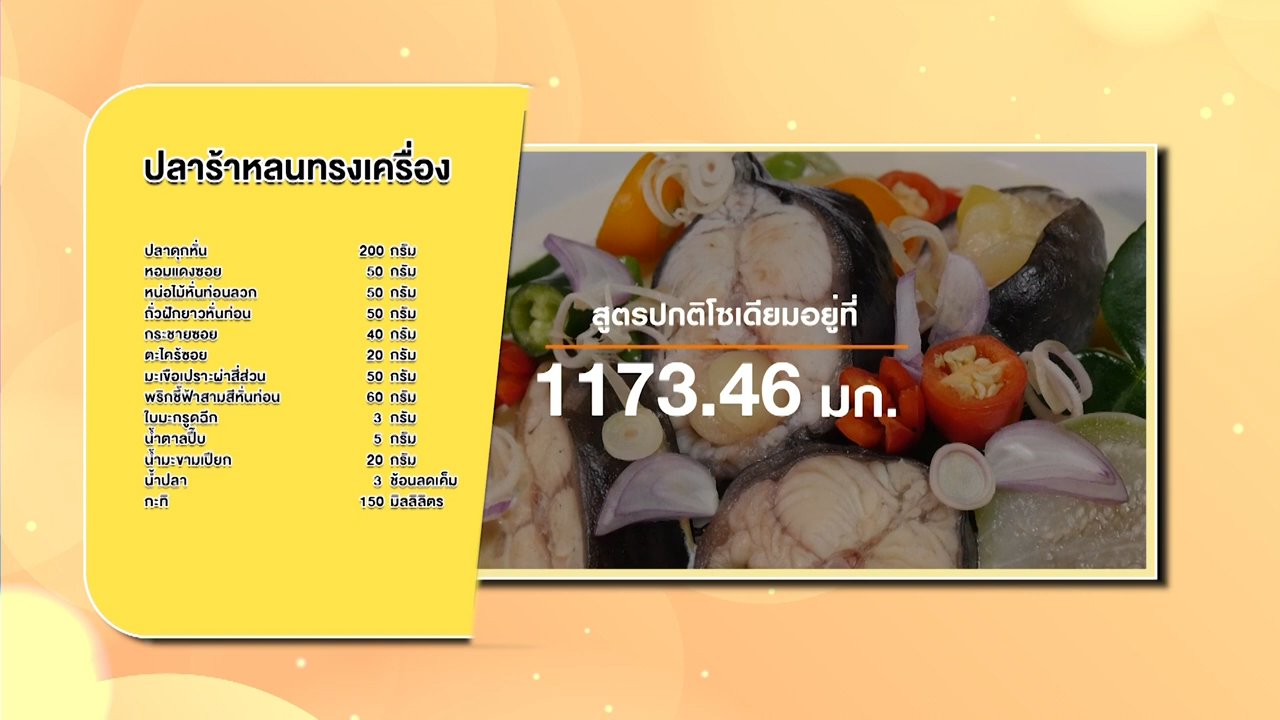 ปลาร้าหลนทรงเครื่อง
ปลาดุกหั่น 200 กรัม
หอมแดงซอย 50 กรัม
หน่อไม้หั่นท่อนลวก 50 กรัม
ถั่วฝักยาวหั่นท่อน 50 กรัม
กระชายซอย 40 กรัม
ตะไคร้ซอย 20 กรัม
มะเขือเปราะผ่าสี่ส่วน 50 กรัม
พริกชี้ฟ้าสามสีหั่นท่อน 60 กรัม
ใบมะกรูดฉีก 3 กรัม
น้ำตาลปี๊บ 5 กรัม
น้ำมะขามเปียก 20 กรัม
น้ำปลา 3 ช้อนลดเค็ม
กะทิ 150 มิลลิลิตร
สูตรปกติโซเดียมอยู่ที่
1173.46 มก.